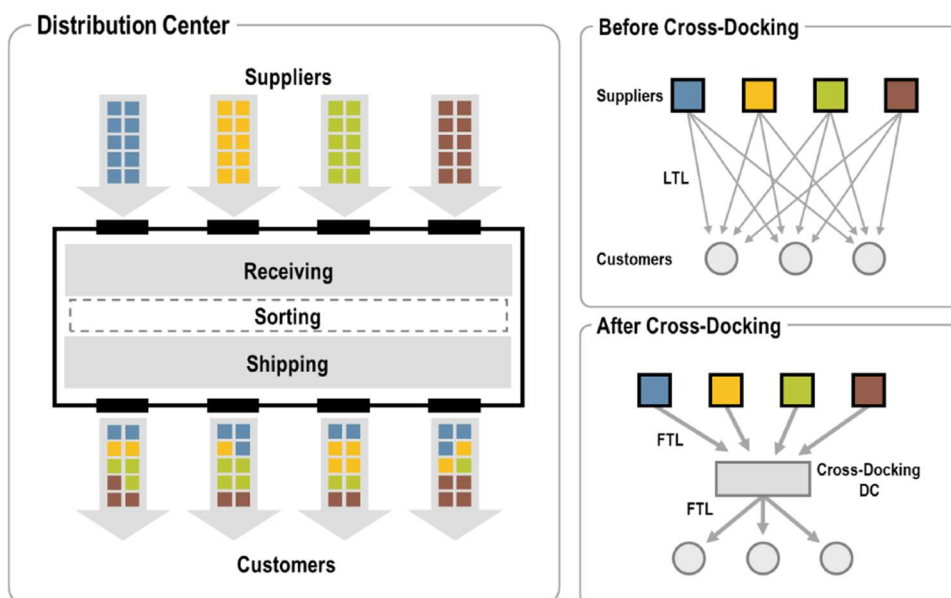 Distribution Center
Suppliers
Receiving
Sorting
Shipping
Customers
Before Cross-Docking
Suppliers
LTL
Customers
After Cross-Docking
FTL
Cross-Docking
DC
FTL